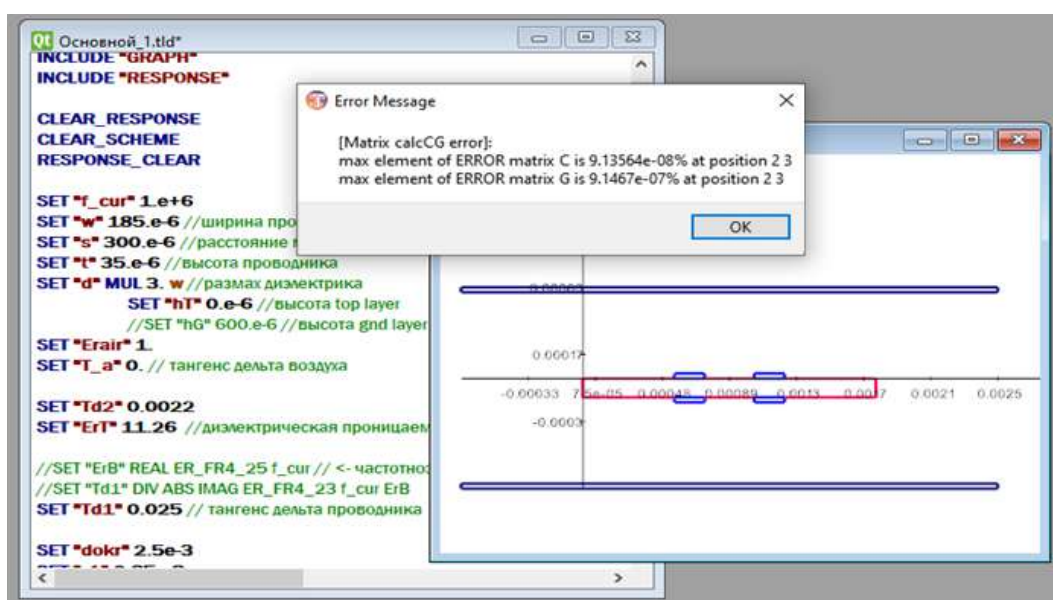 Основной_1.tld*
INCLUDE "GRAPH"
INCLUDE "RESPONSE"
CLEAR_RESPONSE
CLEAR_SCHEME
RESPONSE_CLEAR
SET "f_cur" 1.e+6
SET "w" 185.e-6 //ширина про
SET "s" 300.e-6 //расстояние
SET "t" 35.e-6 //высота проводника
SET "d" MUL 3. w //размах диэлектрика
SET "hT" 0.e-6 //высота top layer
//SET "hG" 600.e-6 //высота gnd layer
SET "Erair" 1.
SET "T_a" 0. // тангенс дельта воздуха
SET "Td2" 0.0022
SET "ErT" 11.26 //диэлектрическая проницаем
//SET "ErB" REAL ER_FR4_25 f_cur // <- частотно
//SET "Td1" DIV ABS IMAG ER_FR4_23 f_cur ErB
SET "Td1" 0.025 // тангенс дельта проводника
SET "dokr" 2.5e-3
Error Message
[Matrix calcCG error]:
max element of ERROR matrix C is 9.13564e-08% at position 2 3
max element of ERROR matrix G is 9.1467e-07% at position 2 3
OK
0.00017
-0.00033 7.5e-05 0.00048 0.00089 0.0013 0.0017 0.0021 0.0025
-0.0003